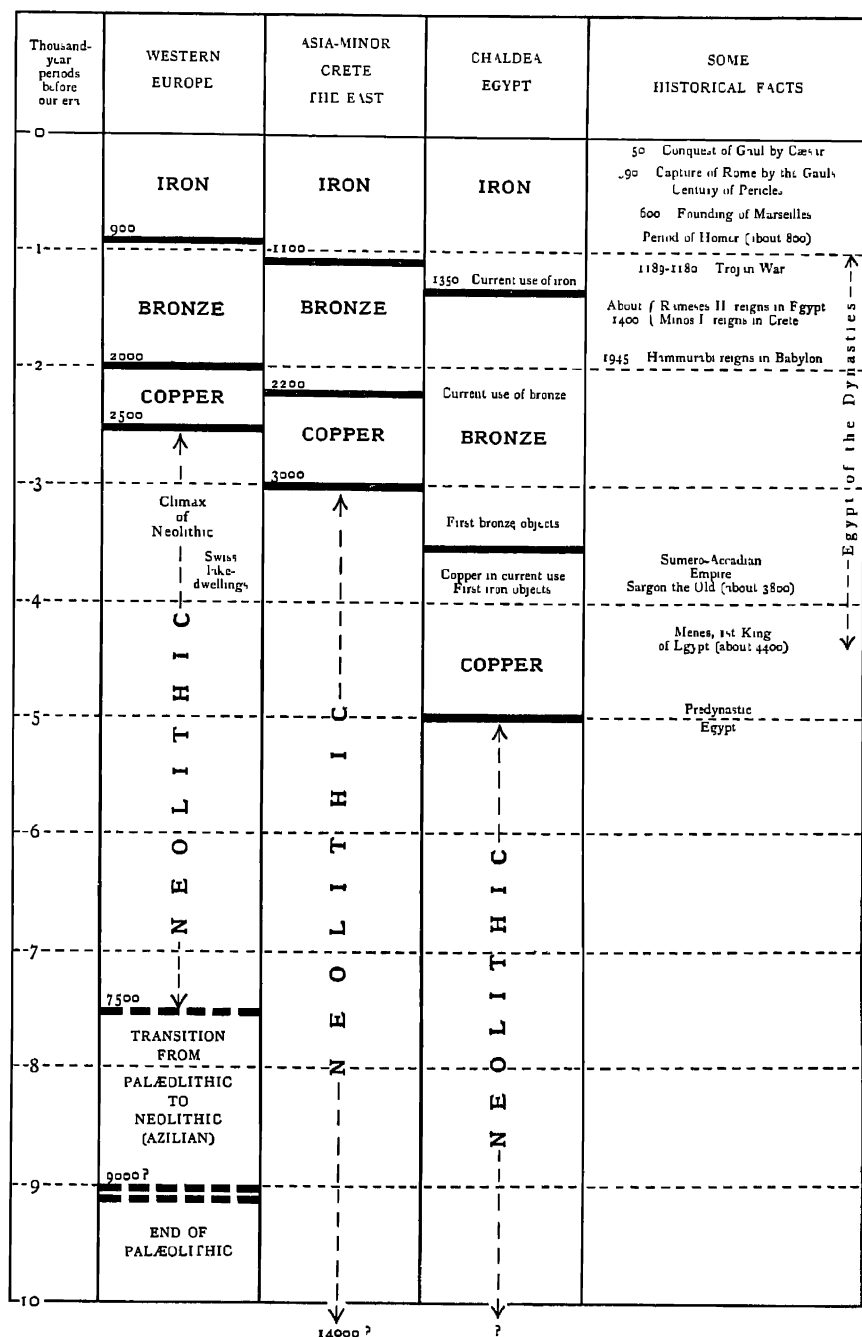 Thousand-
year
periods
before
our era
WESTERN
EUROPE
ASIA-MINOR
CRETE
THE EAST
CHALDEA
EGYPT
SOME
HISTORICAL FACTS
0
1
2
3
4
5
6
7
8
9
10
IRON
900
BRONZE
2000
COPPER
2500
Climax
of
Neolithic
Swiss
lake-
dwellings
NEOLITHIC
7500
TRANSITION
FROM
PALÆOLITHIC
TO
NEOLITHIC
(AZILIAN)
9000?
END OF
PALÆOLITHIC
IRON
1100
BRONZE
2200
COPPER
3000
NEOLITHIC
14000?
IRON
1350 Current use of iron
Current use of bronze
BRONZE
First bronze objects
Copper in current use
First iron objects
COPPER
NEOLITHIC
?
50 Conquest of Gaul by Cæsar
90 Capture of Rome by the Gauls
Century of Pericles
600 Founding of Marseilles
Period of Homer (about 800)
1189-1180 Trojan War
About { Rameses II reigns in Egypt
1400 { Minos I reigns in Crete
1945 Hammurabi reigns in Babylon
Sumero-Accadian
Empire
Sargon the Old (about 3800)
Menes, 1st King
of Egypt (about 4400)
Predynastic
Egypt
Egypt of the Dynasties